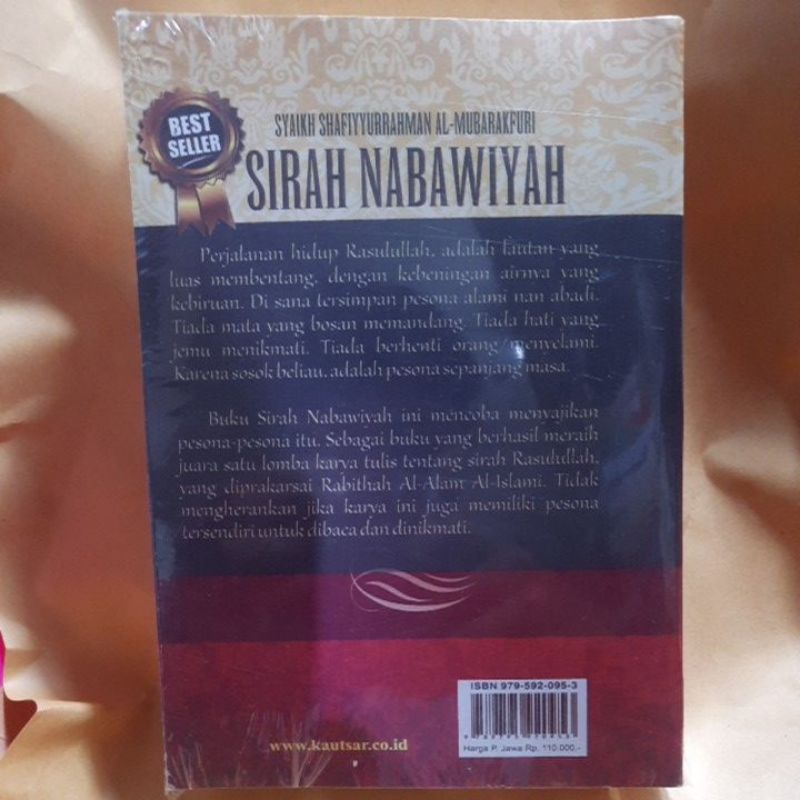 BEST
SELLER
SYAIKH SHAFIYYURRAHMAN AL-MUBARAKFURI
SIRAH NABAWIYAH
Perjalanan hidup Rasulullah, adalah lautan yang
luas membentang, dengan kebeningan airnya yang
kebiruan. Di sana tersimpan pesona alami nan abadi.
Tiada mata yang bosan memandang. Tiada hati yang
jemu menikmati. Tiada berhenti orang menyelami.
Karena sosok beliau, adalah pesona sepanjang masa.
Buku Sirah Nabawiyah ini mencoba menyajikan
pesona-pesona itu. Sebagai buku yang berhasil meraih
juara satu lomba karya tulis tentang sirah Rasulullah,
yang diprakarsai Rabithah Al-Alam Al-Islami. Tidak
mengherankan jika karya ini juga memiliki pesona
tersendiri untuk dibaca dan dinikmati.
ISBN 979-592-095-3
www.kautsar.co.id
Harga P. Jawa Rp. 110.000,-